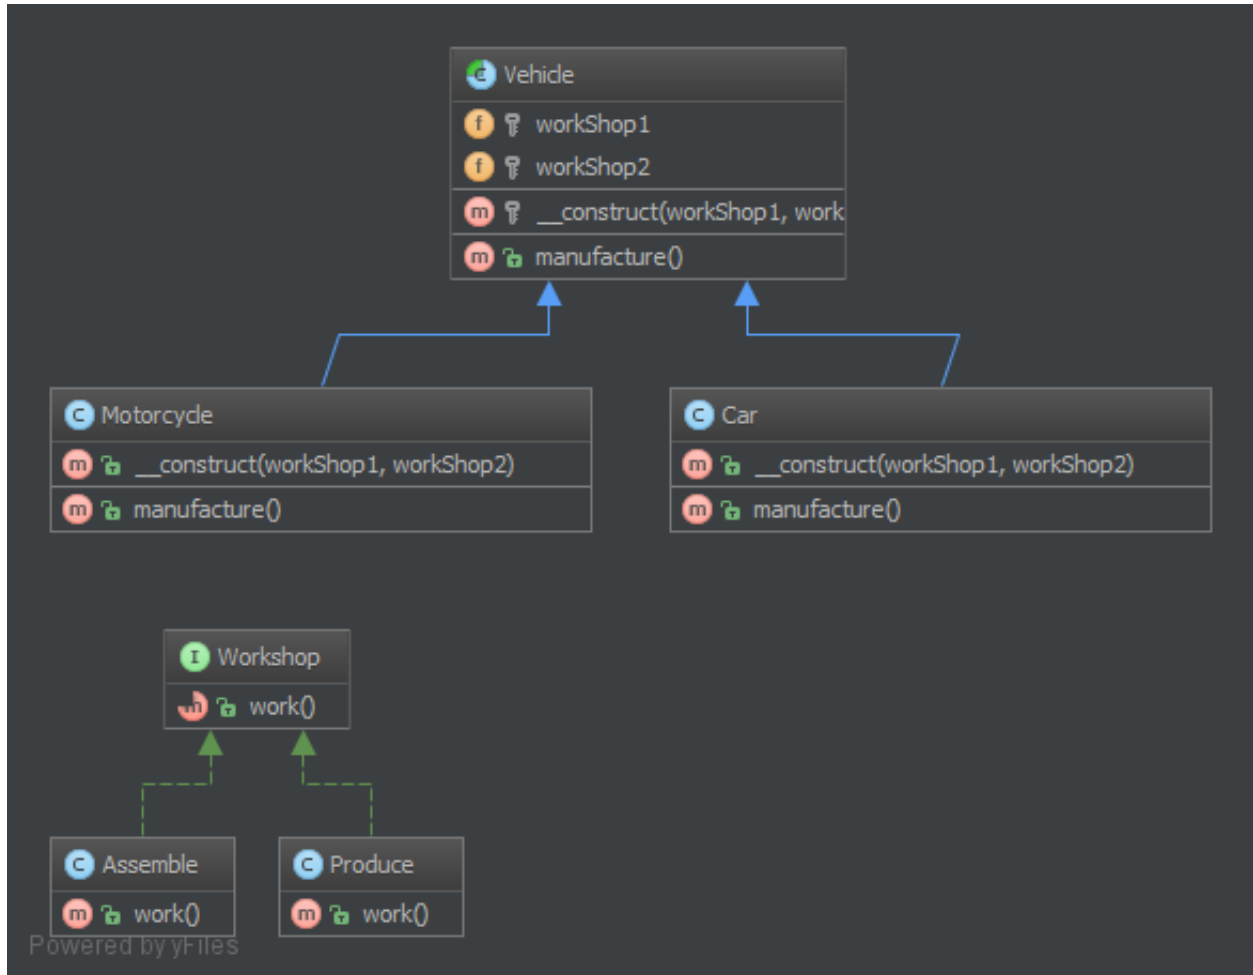 Vehicle
f workShop1
f workShop2
m __construct(workShop1, work
m manufacture()
C Motorcycle
m __construct(workShop1, workShop2)
m manufacture()
C Car
m __construct(workShop1, workShop2)
m manufacture()
I Workshop
m work()
C Assemble
m work()
C Produce
m work()
Powered by yFiles